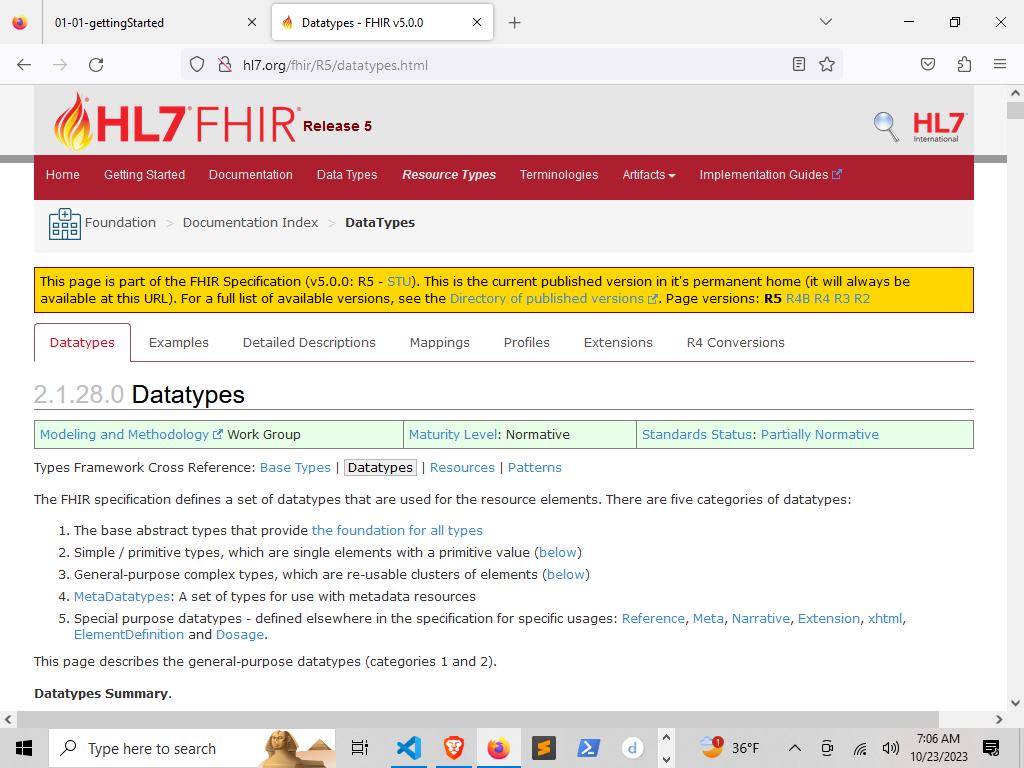 01-01-gettingStarted
Datatypes - FHIR v5.0.0
hl7.org/fhir/R5/datatypes.html
HL7 FHIR Release 5
HL7 International
Home Getting Started Documentation Data Types Resource Types Terminologies Artifacts Implementation Guides
Foundation > Documentation Index > DataTypes
This page is part of the FHIR Specification (v5.0.0: R5 - STU). This is the current published version in it's permanent home (it will always be
available at this URL). For a full list of available versions, see the Directory of published versions. Page versions: R5 R4B R4 R3 R2
Datatypes Examples Detailed Descriptions Mappings Profiles Extensions R4 Conversions
2.1.28.0 Datatypes
Modeling and Methodology Work Group Maturity Level: Normative Standards Status: Partially Normative
Types Framework Cross Reference: Base Types | Datatypes | Resources | Patterns
The FHIR specification defines a set of datatypes that are used for the resource elements. There are five categories of datatypes:
1. The base abstract types that provide the foundation for all types
2. Simple / primitive types, which are single elements with a primitive value (below)
3. General-purpose complex types, which are re-usable clusters of elements (below)
4. MetaDatatypes: A set of types for use with metadata resources
5. Special purpose datatypes - defined elsewhere in the specification for specific usages: Reference, Meta, Narrative, Extension, xhtml,
ElementDefinition and Dosage.
This page describes the general-purpose datatypes (categories 1 and 2).
Datatypes Summary.
Type here to search
d
1
36°F
7:06 AM
10/23/2023